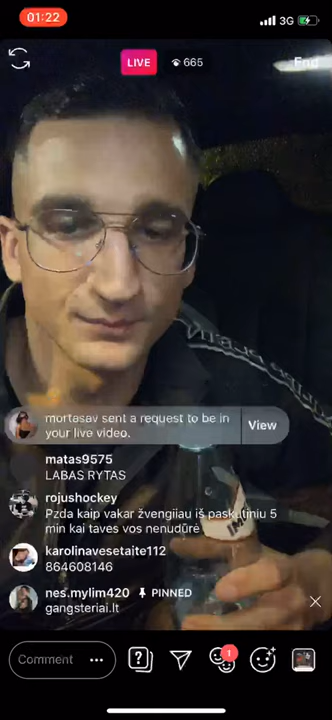 01:22
3G
LIVE
665
End
mortasav sent a request to be in
your live video.
View
matas9575
LABAS RYTAS
rojushockey
Pzda kaip vakar žvengiiau iš paskutiniu 5
min kai taves vos nenudūrė
karolinavesetaite112
864608146
nes.mylim420 PINNED
gangsteriai.lt
Comment
1